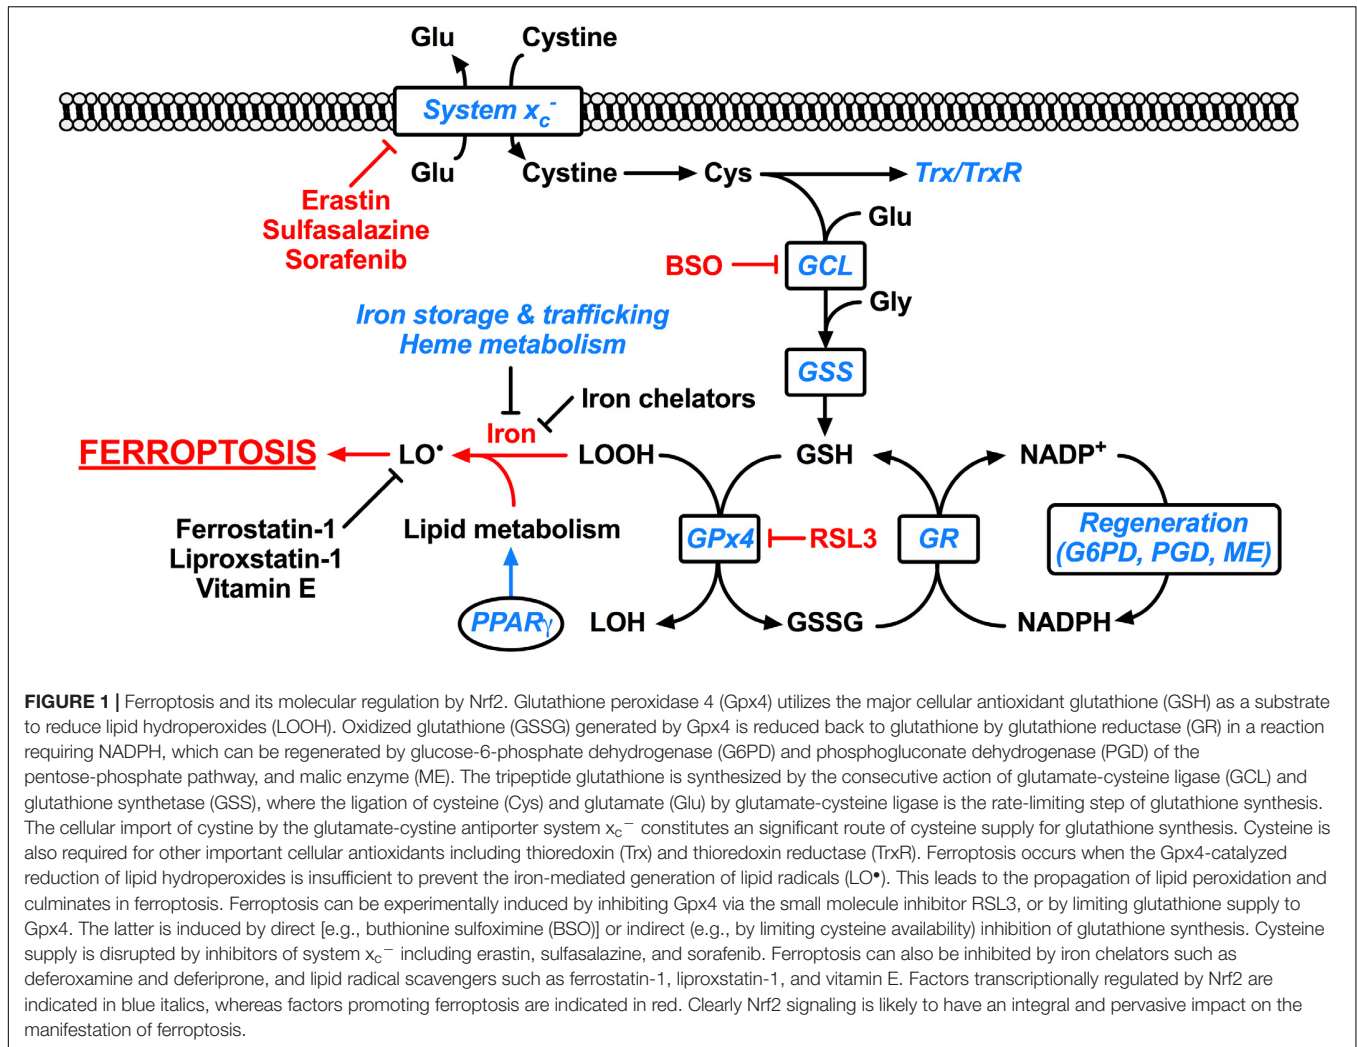 Glu Cystine
System xc-
Glu Cystine Cys Trx/TrxR
Erastin
Sulfasalazine
Sorafenib
Glu
BSO GCL
Gly
Iron storage & trafficking
Heme metabolism
GSS
Iron chelators
Iron
FERROPTOSIS LO• LOOH GSH NADP+
Ferrostatin-1
Liproxstatin-1
Vitamin E
Lipid metabolism
GPx4 RSL3 GR
Regeneration
(G6PD, PGD, ME)
PPARγ LOH GSSG NADPH
FIGURE 1 | Ferroptosis and its molecular regulation by Nrf2. Glutathione peroxidase 4 (Gpx4) utilizes the major cellular antioxidant glutathione (GSH) as a substrate
to reduce lipid hydroperoxides (LOOH). Oxidized glutathione (GSSG) generated by Gpx4 is reduced back to glutathione by glutathione reductase (GR) in a reaction
requiring NADPH, which can be regenerated by glucose-6-phosphate dehydrogenase (G6PD) and phosphogluconate dehydrogenase (PGD) of the
pentose-phosphate pathway, and malic enzyme (ME). The tripeptide glutathione is synthesized by the consecutive action of glutamate-cysteine ligase (GCL) and
glutathione synthetase (GSS), where the ligation of cysteine (Cys) and glutamate (Glu) by glutamate-cysteine ligase is the rate-limiting step of glutathione synthesis.
The cellular import of cystine by the glutamate-cystine antiporter system xc− constitutes an significant route of cysteine supply for glutathione synthesis. Cysteine is
also required for other important cellular antioxidants including thioredoxin (Trx) and thioredoxin reductase (TrxR). Ferroptosis occurs when the Gpx4-catalyzed
reduction of lipid hydroperoxides is insufficient to prevent the iron-mediated generation of lipid radicals (LO•). This leads to the propagation of lipid peroxidation and
culminates in ferroptosis. Ferroptosis can be experimentally induced by inhibiting Gpx4 via the small molecule inhibitor RSL3, or by limiting glutathione supply to
Gpx4. The latter is induced by direct [e.g., buthionine sulfoximine (BSO)] or indirect (e.g., by limiting cysteine availability) inhibition of glutathione synthesis. Cysteine
supply is disrupted by inhibitors of system xc− including erastin, sulfasalazine, and sorafenib. Ferroptosis can also be inhibited by iron chelators such as
deferoxamine and deferiprone, and lipid radical scavengers such as ferrostatin-1, liproxstatin-1, and vitamin E. Factors transcriptionally regulated by Nrf2 are
indicated in blue italics, whereas factors promoting ferroptosis are indicated in red. Clearly Nrf2 signaling is likely to have an integral and pervasive impact on the
manifestation of ferroptosis.